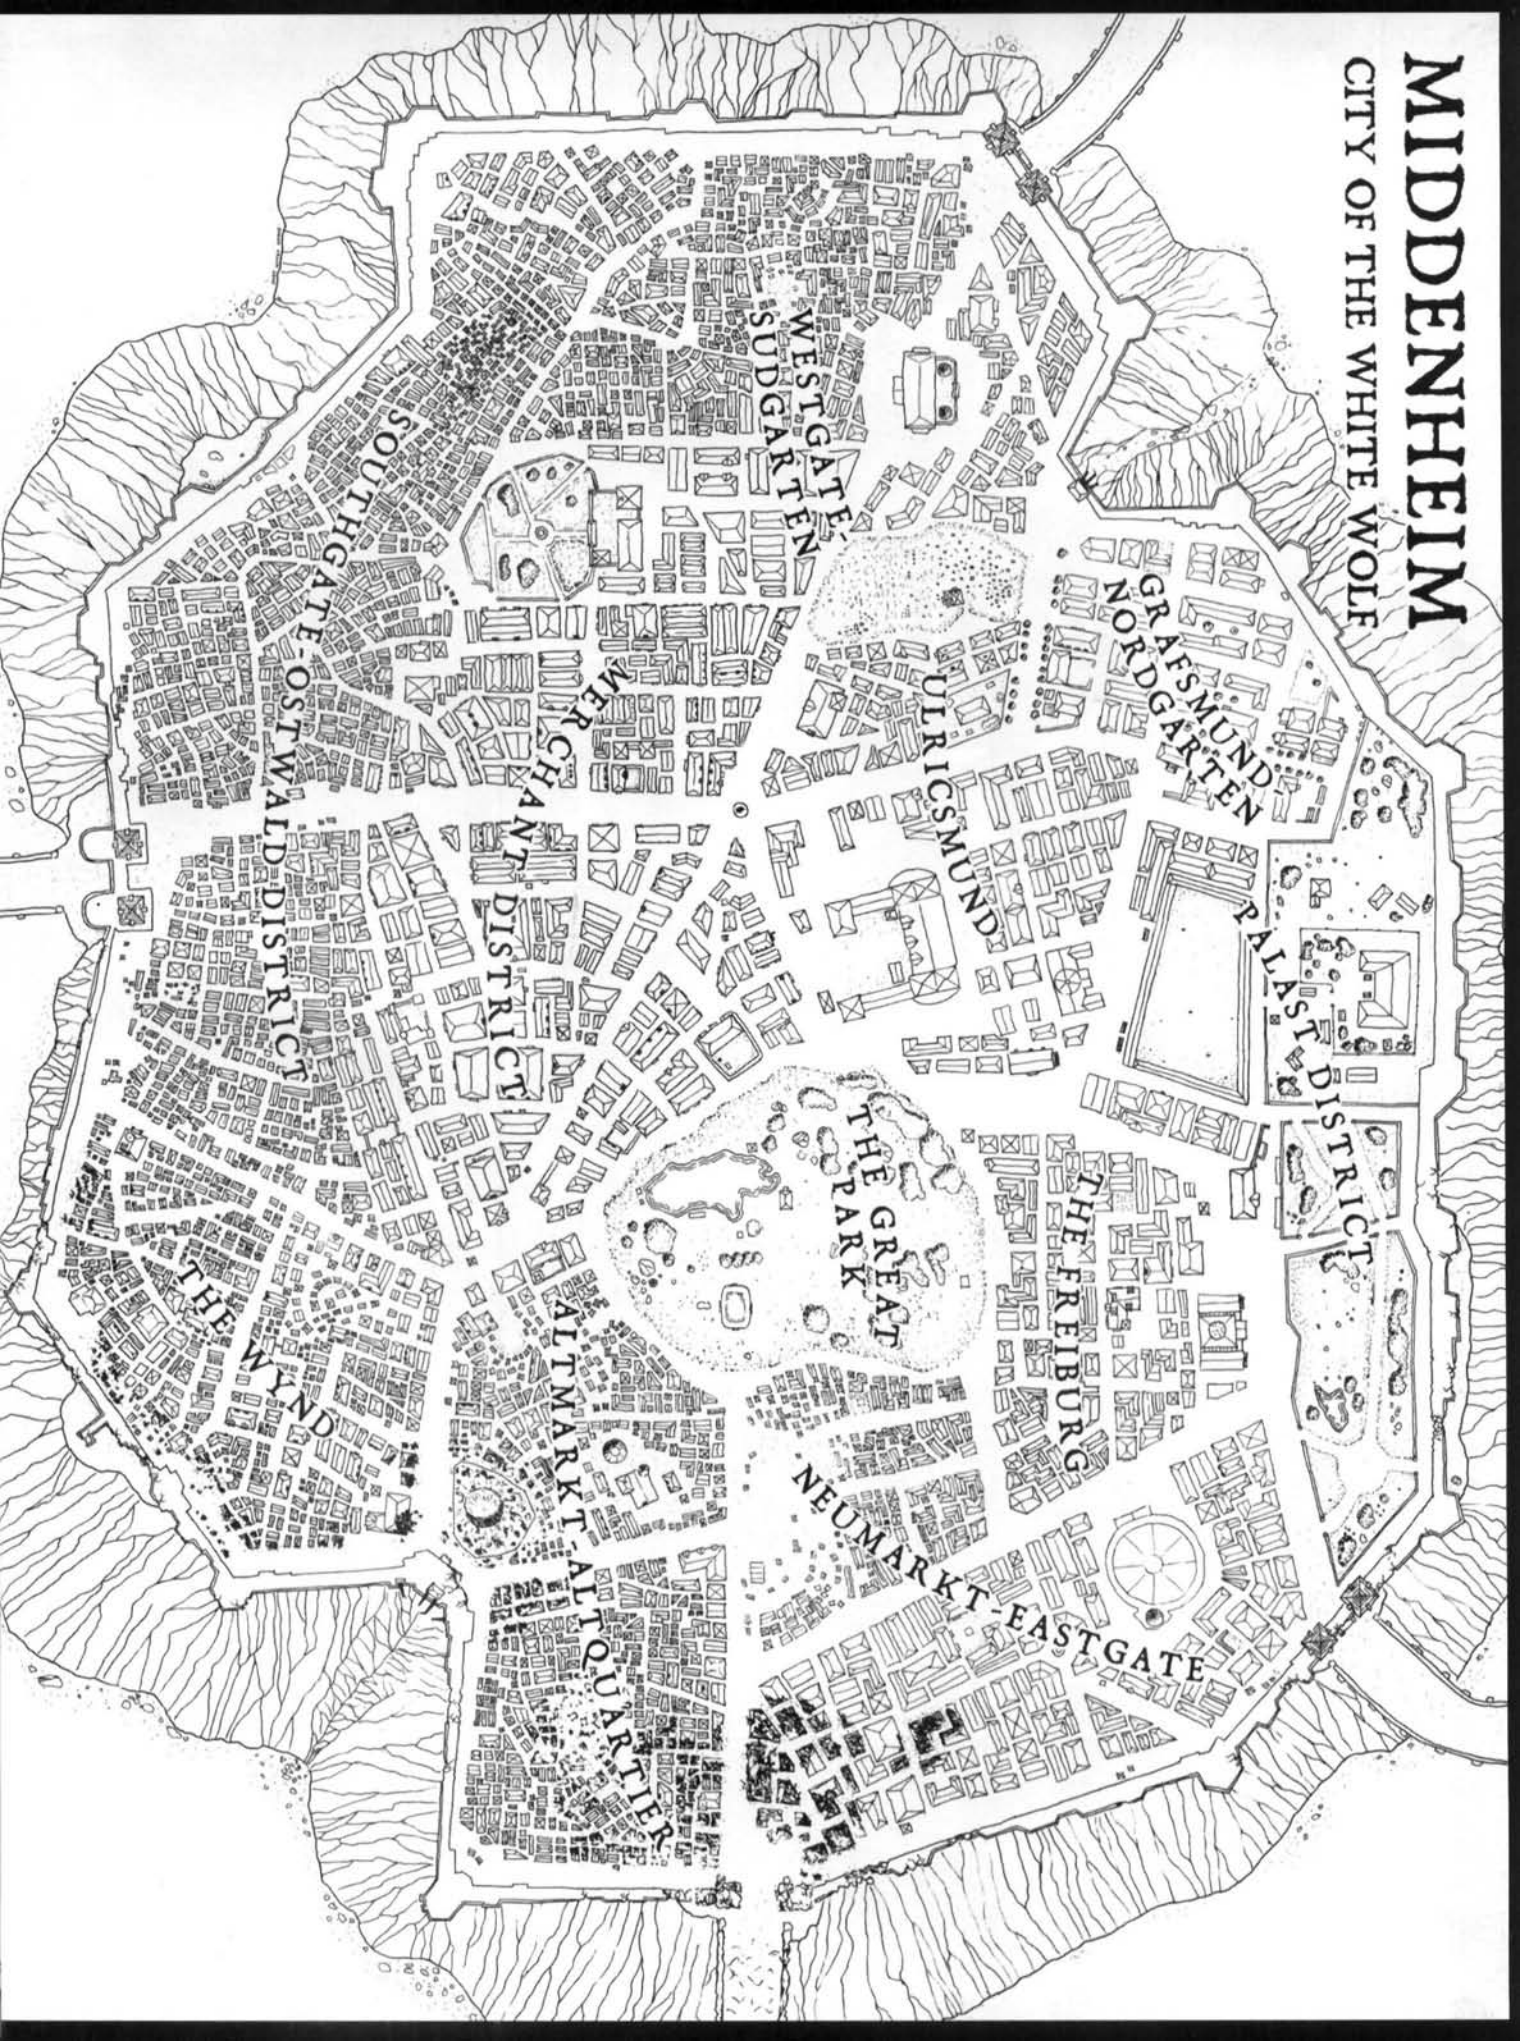 MIDDENHEIM
CITY OF THE WHITE WOLF
GRAFSMUND-
NORDGARTEN
PALAST-DISTRICT
WESTGATE-
SUDGARTEN
ULRICSMUND
THE FREIBURG
THE GREAT
PARK
MERCHANT DISTRICT
SOUTHGATE-OSTWALD DISTRICT
NEUMARKT-EASTGATE
ALTMARKT-ALTQUARTIER
THE WYND